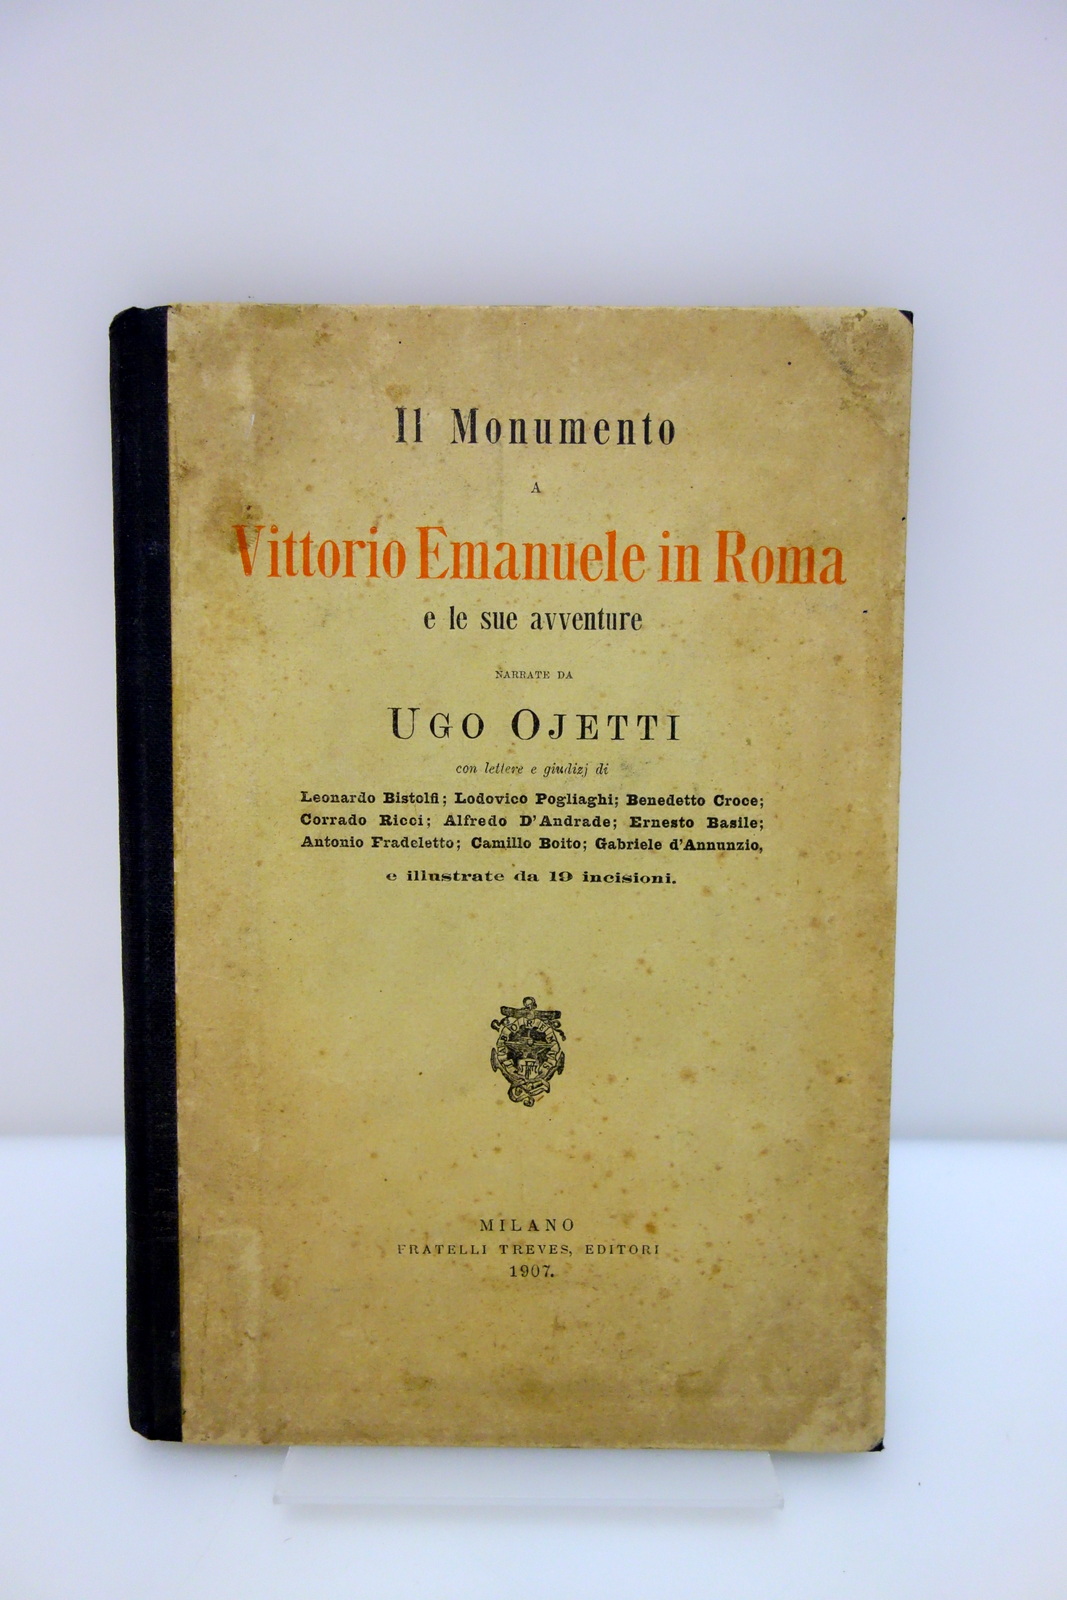 Il Monumento
A
Vittorio Emanuele in Roma
e le sue avventure
NARRATE DA
UGO OJETTI
con lettere e giudizj di
Leonardo Bistolfi; Lodovico Pogliaghi; Benedetto Croce;
Corrado Ricci; Alfredo D'Andrade; Ernesto Basile;
Antonio Fradeletto; Camillo Boito; Gabriele d'Annunzio,
e illustrate da 19 incisioni.
MILANO
FRATELLI TREVES, EDITORI
1907.